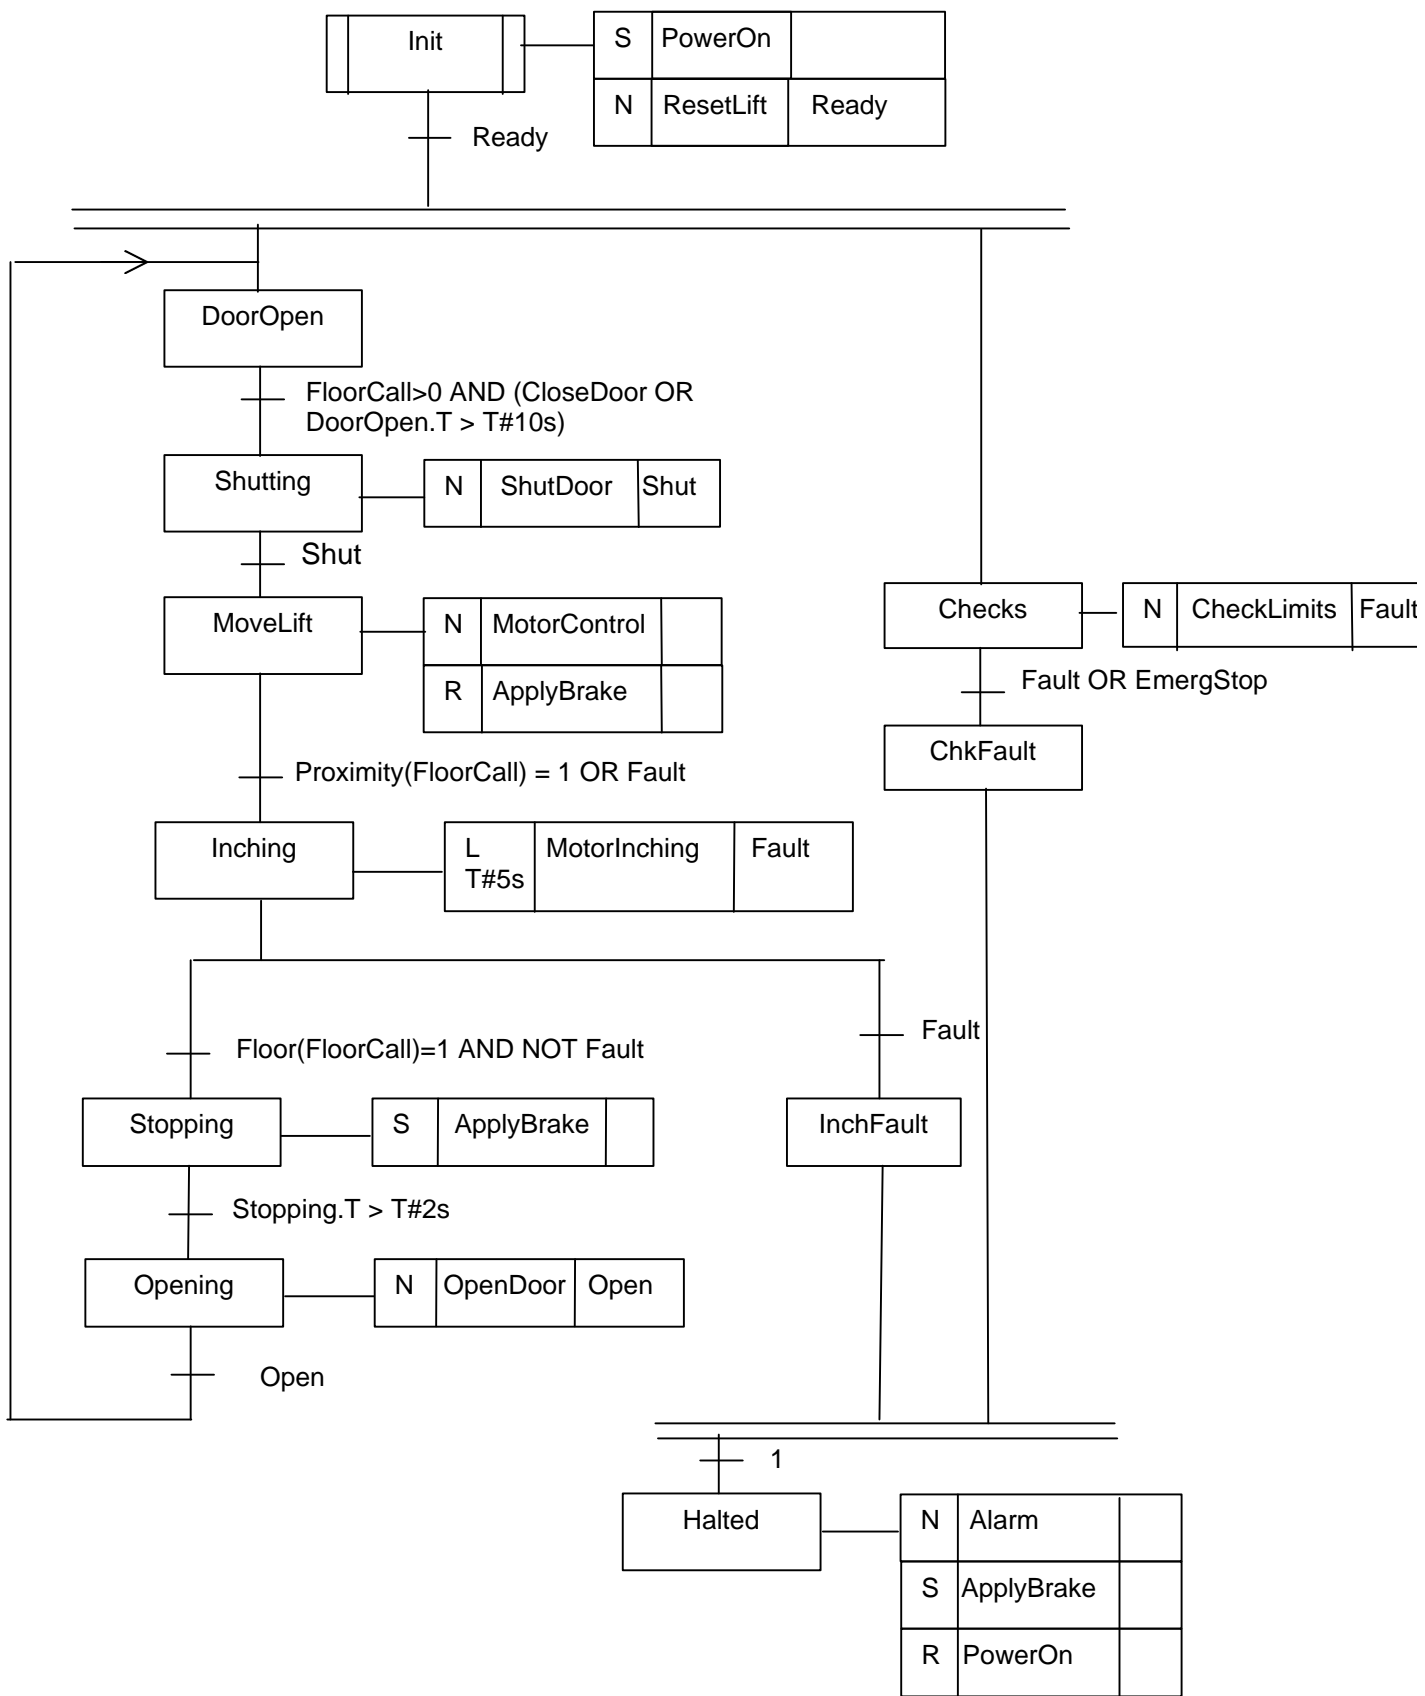 Init
S PowerOn
N ResetLift Ready
Ready
DoorOpen
FloorCall>0 AND (CloseDoor OR
DoorOpen.T > T#10s)
Shutting
N ShutDoor Shut
Shut
MoveLift
N MotorControl
R ApplyBrake
Checks
N CheckLimits Fault
Fault OR EmergStop
ChkFault
Proximity(FloorCall) = 1 OR Fault
Inching
L MotorInching Fault
T#5s
Fault
Floor(FloorCall)=1 AND NOT Fault
Stopping
S ApplyBrake
InchFault
Stopping.T > T#2s
Opening
N OpenDoor Open
Open
1
Halted
N Alarm
S ApplyBrake
R PowerOn